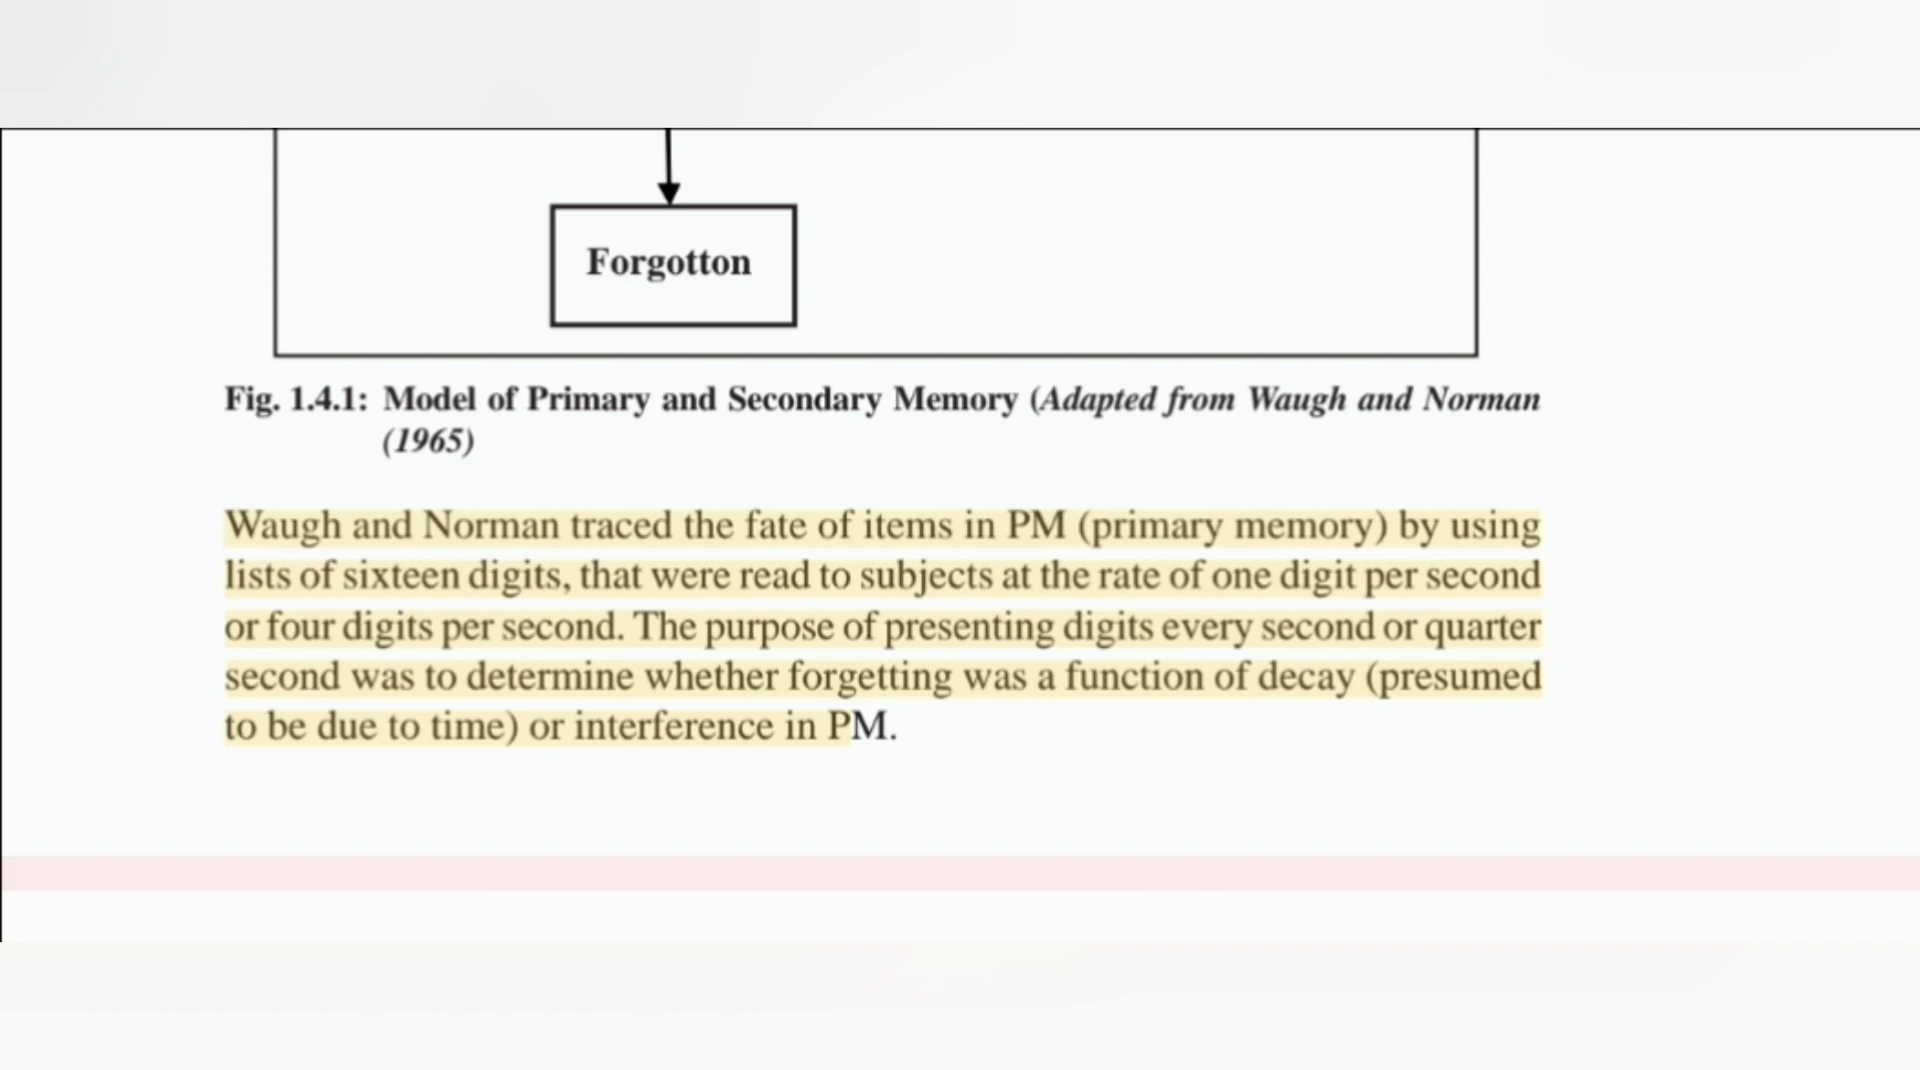 Forgotton
Fig. 1.4.1: Model of Primary and Secondary Memory (Adapted from Waugh and Norman
(1965)
Waugh and Norman traced the fate of items in PM (primary memory) by using
lists of sixteen digits, that were read to subjects at the rate of one digit per second
or four digits per second. The purpose of presenting digits every second or quarter
second was to determine whether forgetting was a function of decay (presumed
to be due to time) or interference in PM.